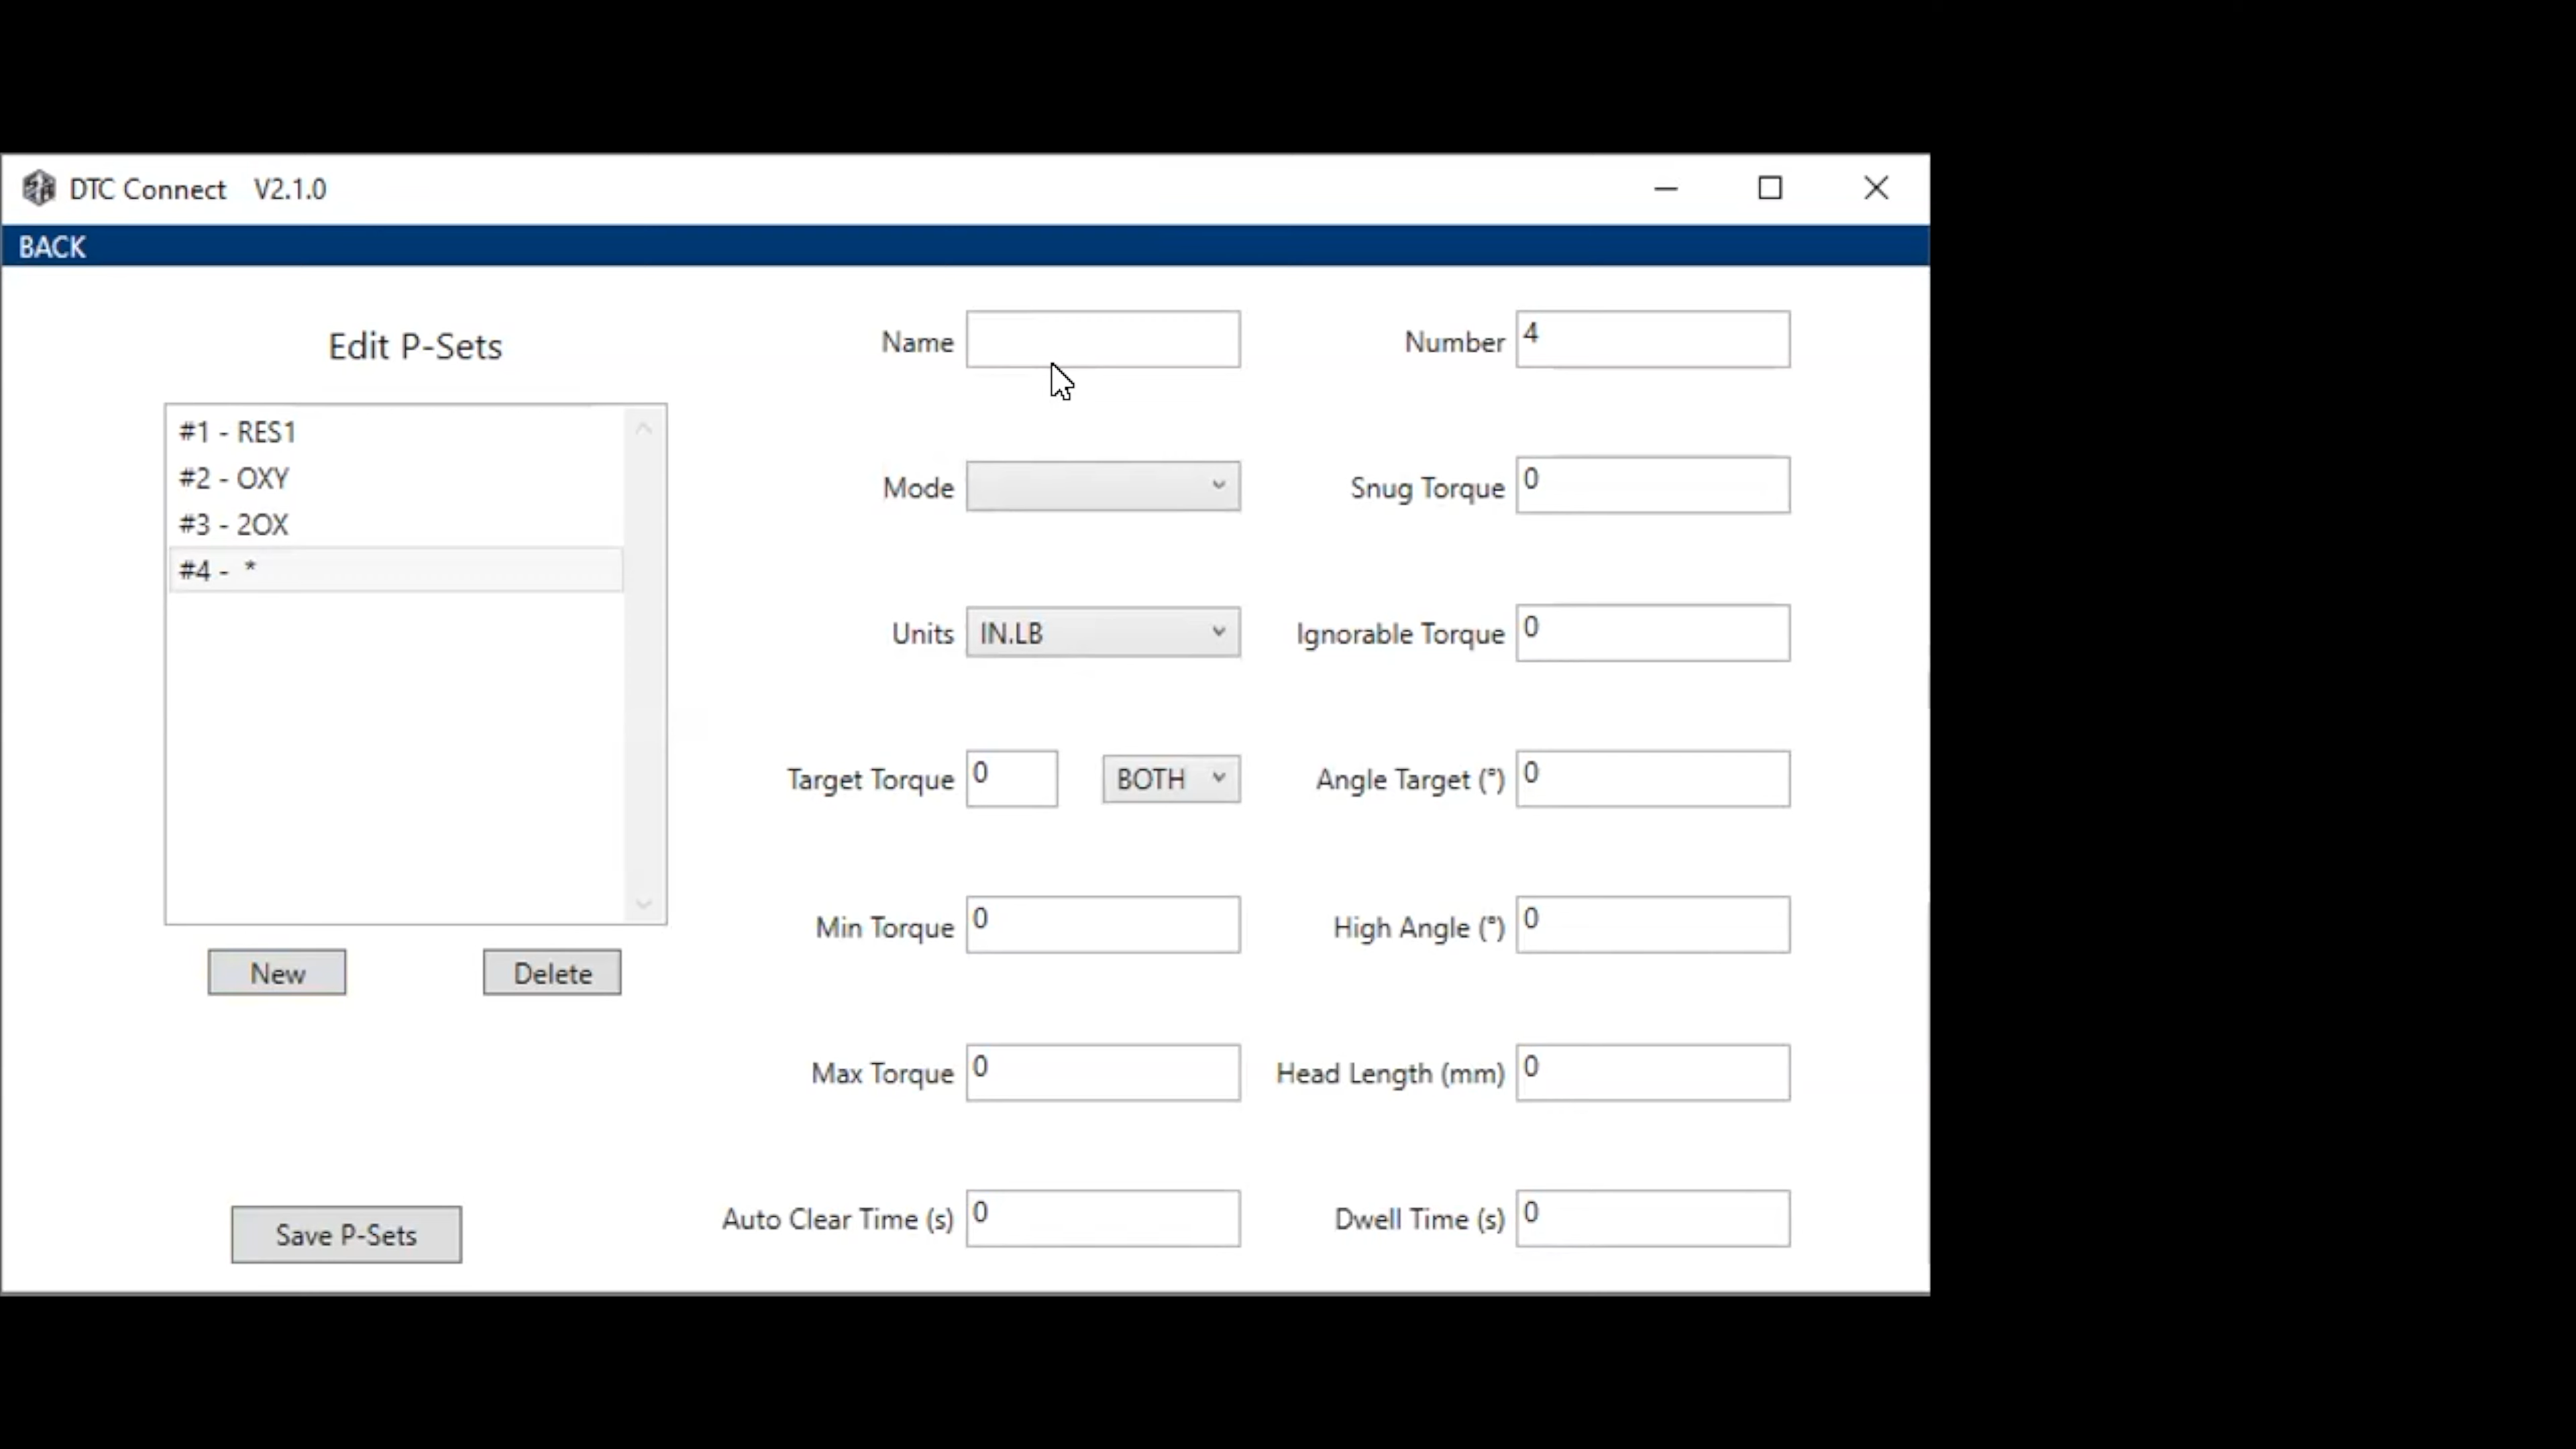 DTC Connect V2.1.0
BACK
Edit P-Sets
#1 - RES1
#2 - OXY
#3 - 2OX
#4 - *
New Delete
Save P-Sets
Name
Number 4
Mode
Snug Torque 0
Units IN.LB
Ignorable Torque 0
Target Torque 0 BOTH
Angle Target (°) 0
Min Torque 0
High Angle (°) 0
Max Torque 0
Head Length (mm) 0
Auto Clear Time (s) 0
Dwell Time (s) 0